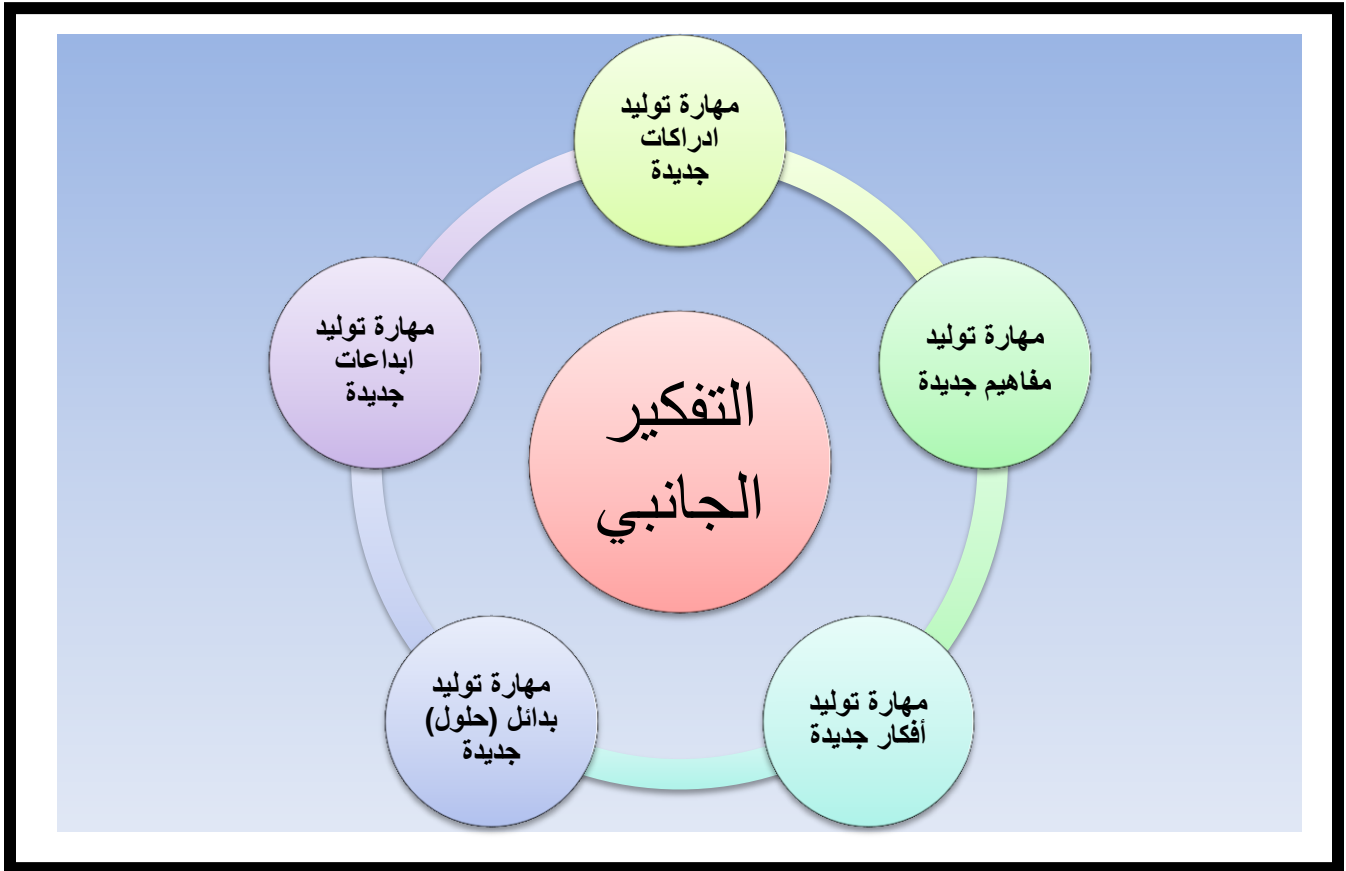 مهارة توليد
ادراكات
جديدة
مهارة توليد
مفاهيم جديدة
مهارة توليد
أفكار جديدة
مهارة توليد
بدائل (حلول)
جديدة
مهارة توليد
ابداعات
جديدة
التفكير
الجانبي